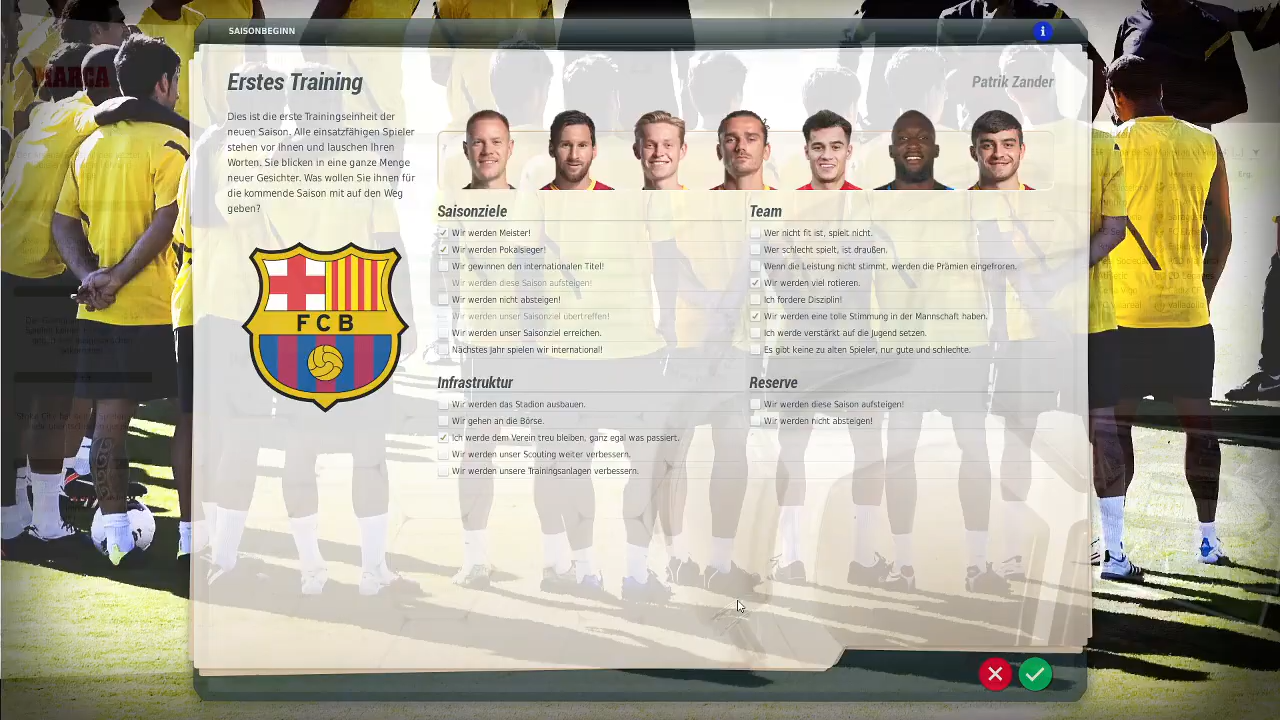 SAISONBEGINN
i
MARCA
Erstes Training
Patrik Zander
Dies ist die erste Trainingseinheit der
neuen Saison. Alle einsatzfähigen Spieler
stehen vor Ihnen und lauschen Ihren
Worten. Sie blicken in eine ganze Menge
neuer Gesichter. Was wollen Sie ihnen für
die kommende Saison mit auf den Weg
geben?
FCB
Saisonziele
Wir werden Meister!
Wir werden Pokalsieger!
Wir gewinnen den internationalen Titel!
Wir werden diese Saison aufsteigen!
Wir werden nicht absteigen!
Wir werden unser Saisonziel übertreffen!
Wir werden unser Saisonziel erreichen.
Nächstes Jahr spielen wir international!
Team
Wer nicht fit ist, spielt nicht.
Wer schlecht spielt, ist draußen.
Wenn die Leistung nicht stimmt, werden die Prämien eingefroren.
Wir werden viel rotieren.
Ich fordere Disziplin!
Wir werden eine tolle Stimmung in der Mannschaft haben.
Ich werde verstärkt auf die Jugend setzen.
Es gibt keine zu alten Spieler, nur gute und schlechte.
Infrastruktur
Wir werden das Stadion ausbauen.
Wir gehen an die Börse.
Ich werde dem Verein treu bleiben, ganz egal was passiert.
Wir werden unser Scouting weiter verbessern.
Wir werden unsere Trainingsanlagen verbessern.
Reserve
Wir werden diese Saison aufsteigen!
Wir werden nicht absteigen!